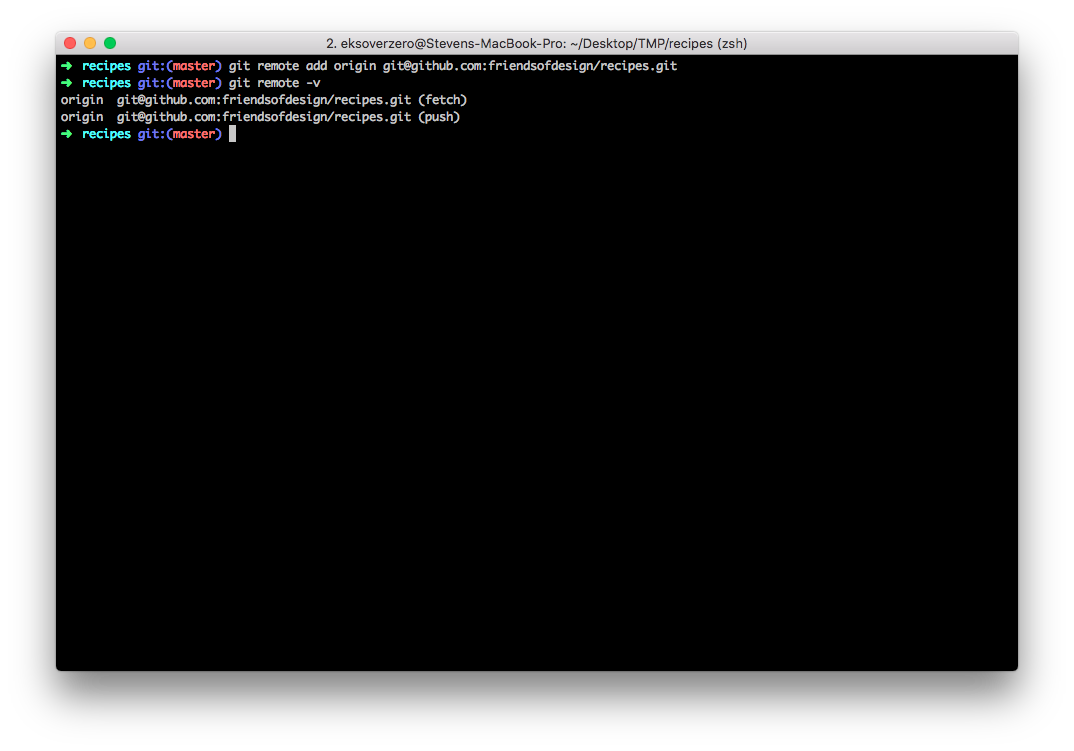 2. eksoverzero@Stevens-MacBook-Pro: ~/Desktop/TMP/recipes (zsh)
➜ recipes git:(master) git remote add origin git@github.com:friendsofdesign/recipes.git
➜ recipes git:(master) git remote -v
origin git@github.com:friendsofdesign/recipes.git (fetch)
origin git@github.com:friendsofdesign/recipes.git (push)
➜ recipes git:(master)